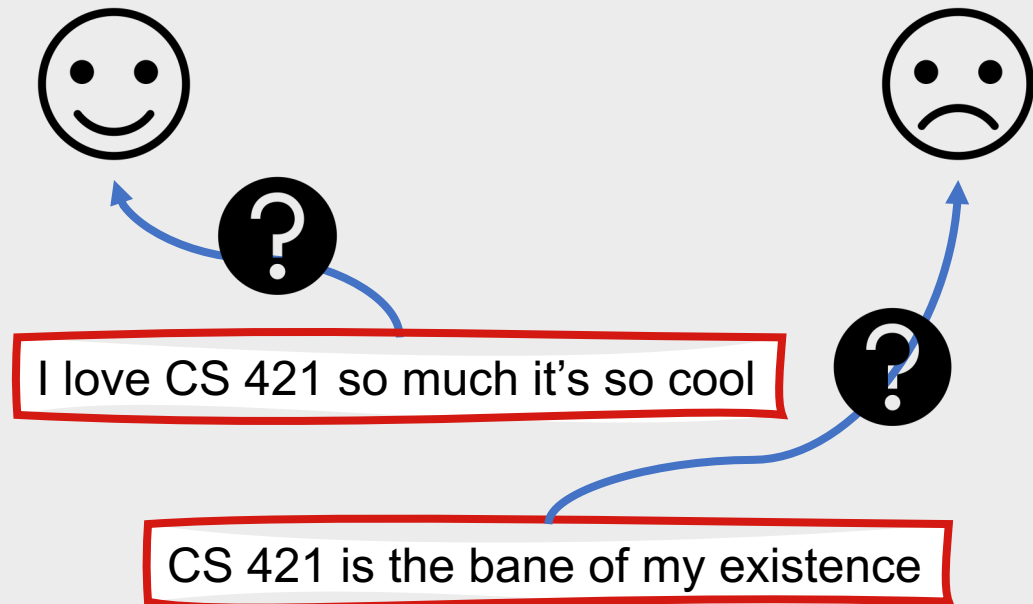 ?
I love CS 421 so much it’s so cool
?
CS 421 is the bane of my existence